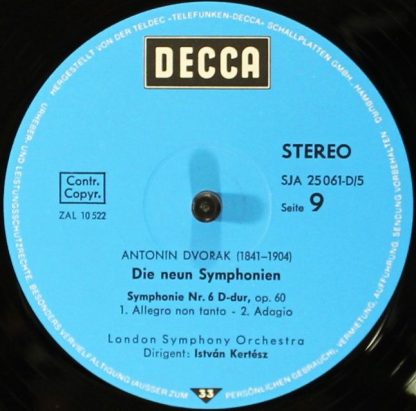 HERGESTELLT VON DER TELDEC »TELEFUNKEN-DECCA« SCHALLPLATTEN GMBH · HAMBURG
DECCA
STEREO
Contr.
Copyr.
ZAL 10 522
SJA 25 061-D/5
Seite 9
ANTONIN DVORAK (1841–1904)
Die neun Symphonien
Symphonie Nr. 6 D-dur, op. 60
1. Allegro non tanto - 2. Adagio
London Symphony Orchestra
Dirigent: István Kertész
URHEBER- UND LEISTUNGSSCHUTZRECHTE, BESONDERS VERVIELFÄLTIGUNG (AUSSER ZUM
33
PERSÖNLICHEN GEBRAUCH), VERMIETUNG, AUFFÜHRUNG, SENDUNG VORBEHALTEN